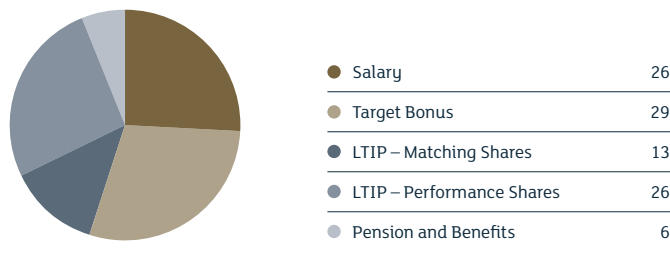 Salary 26
Target Bonus 29
LTIP – Matching Shares 13
LTIP – Performance Shares 26
Pension and Benefits 6